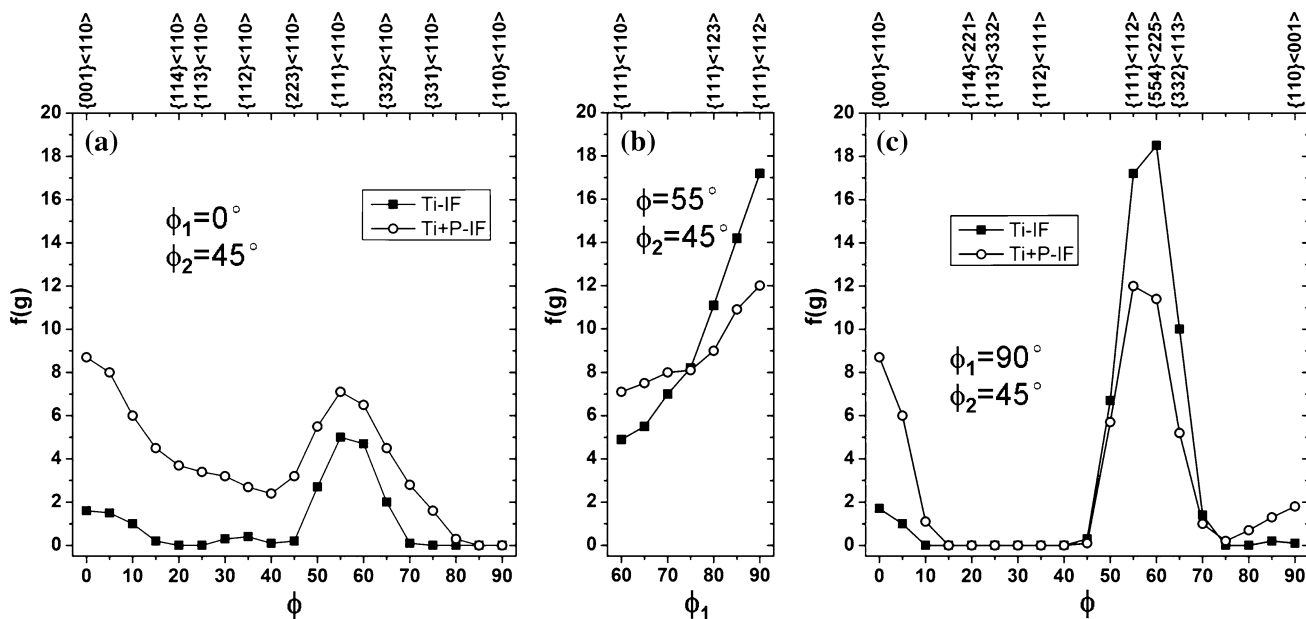 {001}<110>
{114}<110>
{113}<110>
{112}<110>
{223}<110>
{111}<110>
{332}<110>
{331}<110>
{110}<110>
(a)
Ti-IF
Ti+P-IF
ϕ1=0°
ϕ2=45°
f(g)
20
18
16
14
12
10
8
6
4
2
0
0 10 20 30 40 50 60 70 80 90
ϕ
{111}<110>
{111}<123>
{111}<112>
(b)
ϕ=55°
ϕ2=45°
f(g)
20
18
16
14
12
10
8
6
4
2
0
60 70 80 90
ϕ1
{001}<110>
{114}<221>
{113}<332>
{112}<111>
{111}<112>
{554}<225>
{332}<113>
{110}<001>
(c)
Ti-IF
Ti+P-IF
ϕ1=90°
ϕ2=45°
f(g)
20
18
16
14
12
10
8
6
4
2
0
0 10 20 30 40 50 60 70 80 90
ϕ